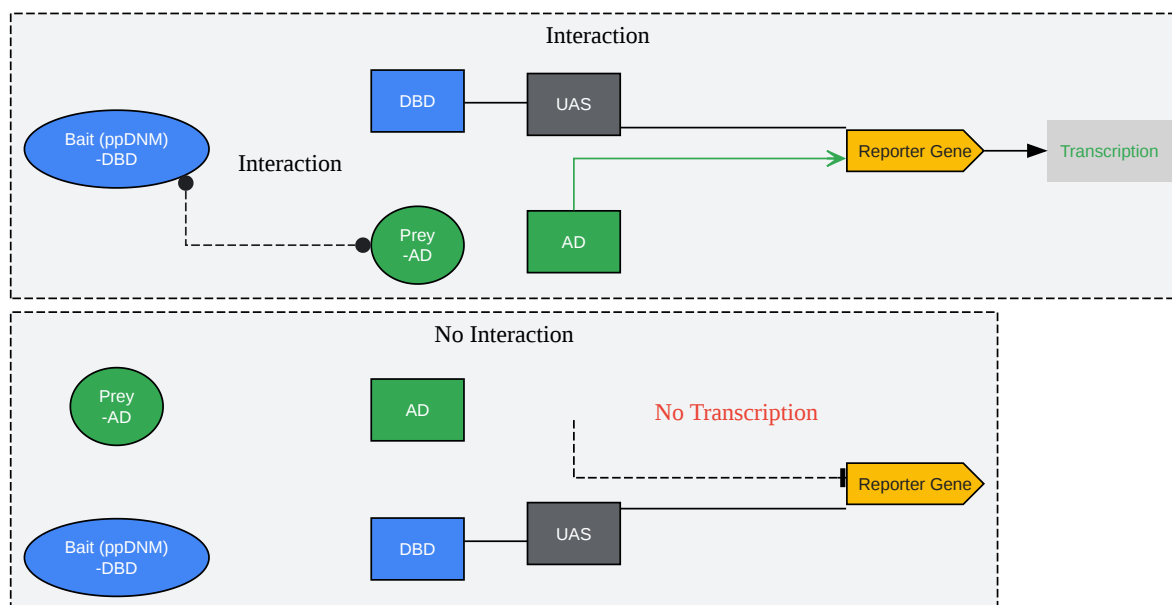 Interaction
DBD
UAS
Bait (ppDNM)
-DBD
Interaction
Reporter Gene
Transcription
Prey
-AD
AD
No Interaction
Prey
-AD
AD
No Transcription
Reporter Gene
Bait (ppDNM)
-DBD
DBD
UAS